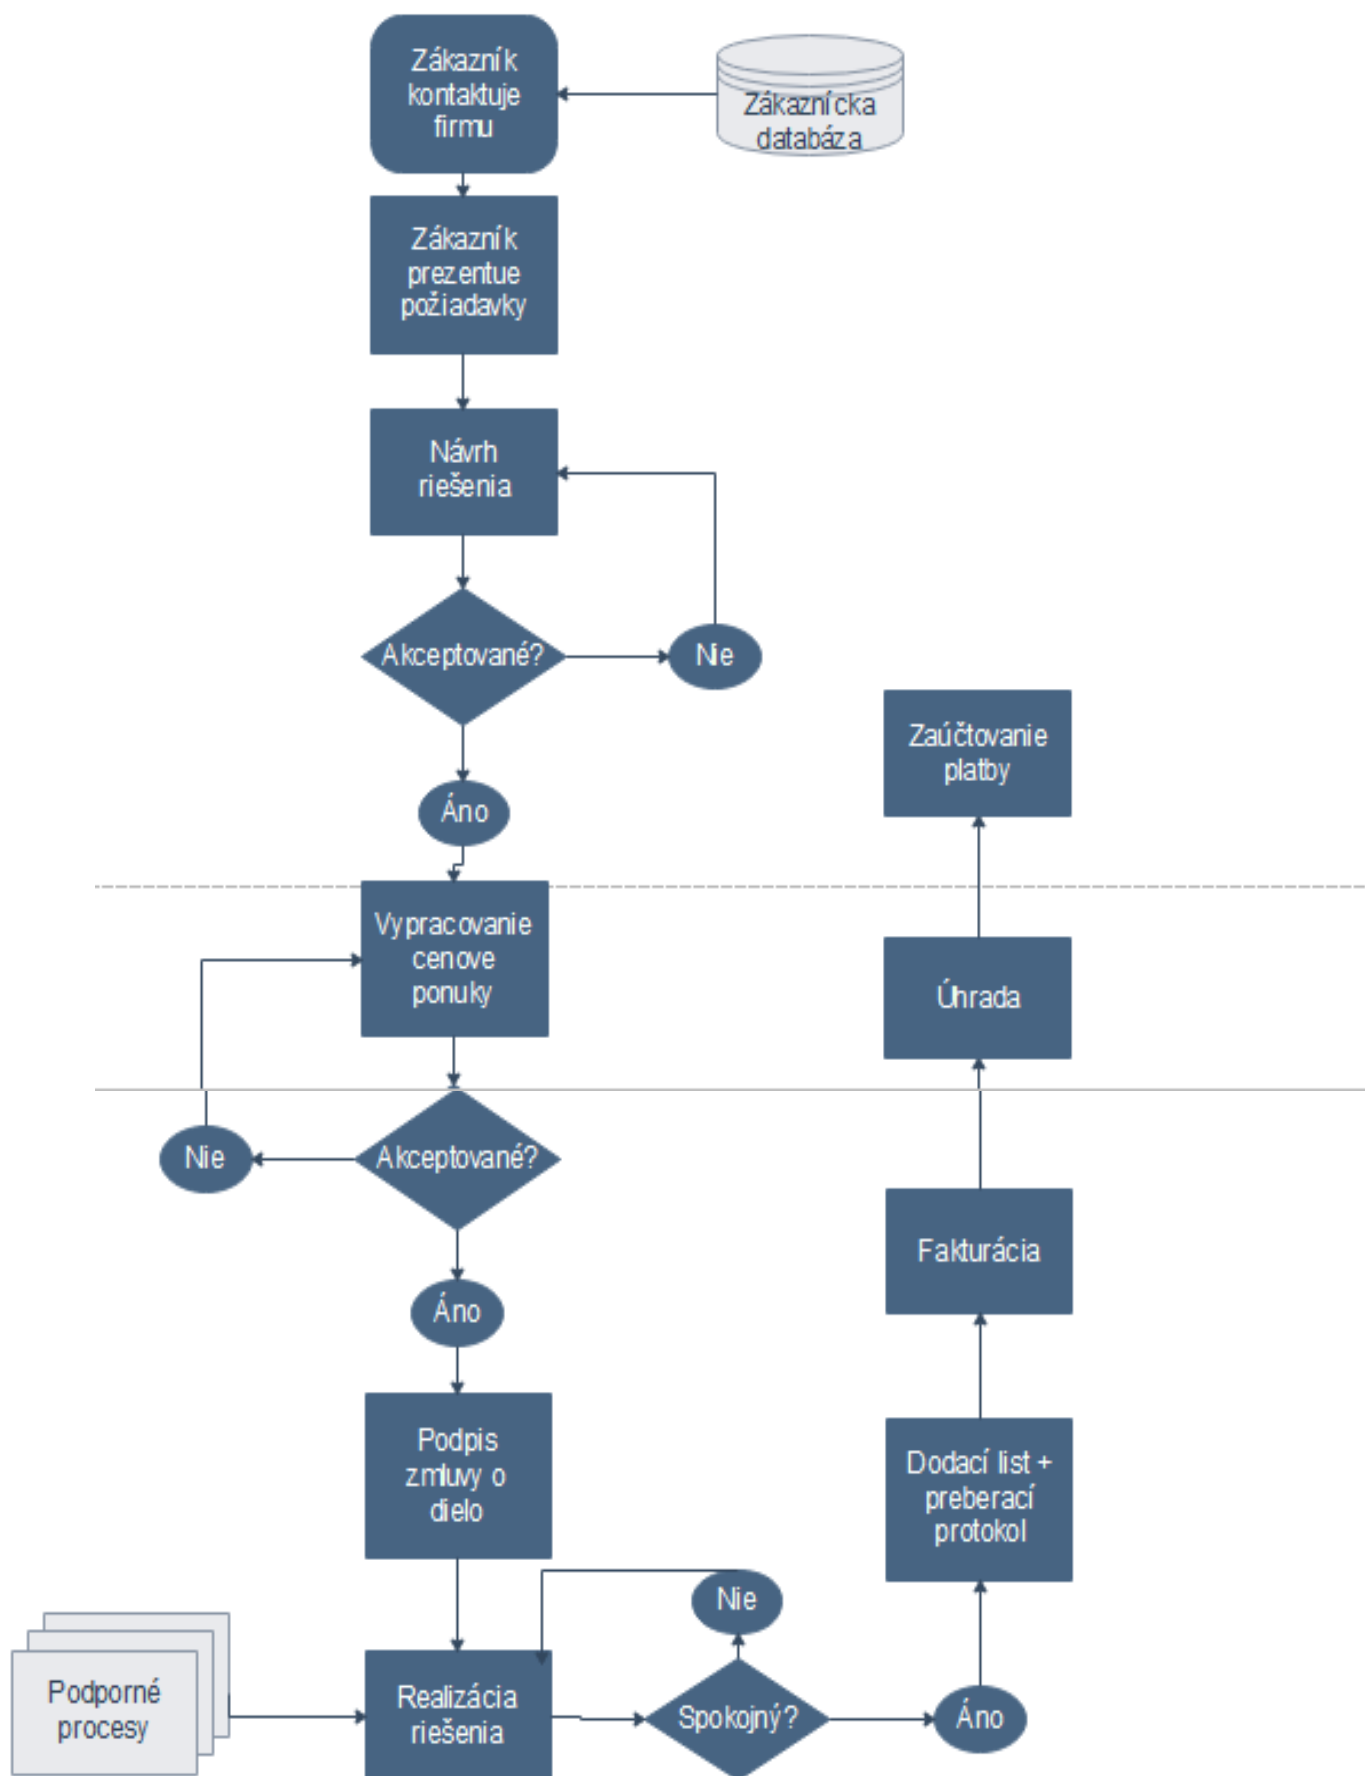 Zákazník
kontaktuje
firmu
Zákaznícka
databáza
Zákazník
prezentue
požiadavky
Návrh
riešenia
Akceptované?
Nie
Áno
Zaúčtovanie
platby
Vypracovanie
cenove
ponuky
Úhrada
Nie
Akceptované?
Áno
Fakturácia
Podpis
zmluvy o
dielo
Dodací list +
preberací
protokol
Nie
Podporné
procesy
Realizácia
riešenia
Spokojný?
Áno